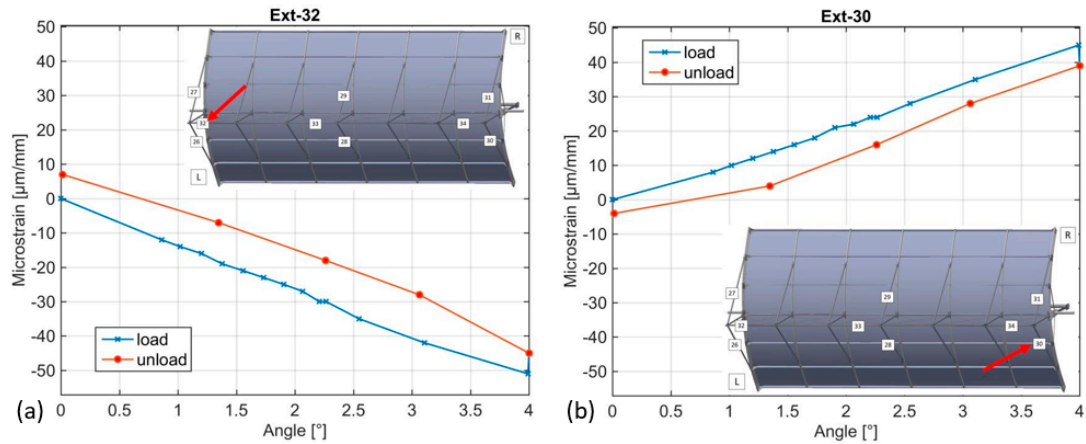 Ext-32
50
40
30
20
10
0
-10
-20
-30
-40
-50
Microstrain [µm/mm]
R
27
29
31
32
33
34
26
28
30
L
load
unload
(a)
0 0.5 1 1.5 2 2.5 3 3.5 4
Angle [°]
Ext-30
50
40
30
20
10
0
-10
-20
-30
-40
-50
Microstrain [µm/mm]
load
unload
R
27
29
31
32
33
34
26
28
30
L
(b)
0 0.5 1 1.5 2 2.5 3 3.5 4
Angle [°]